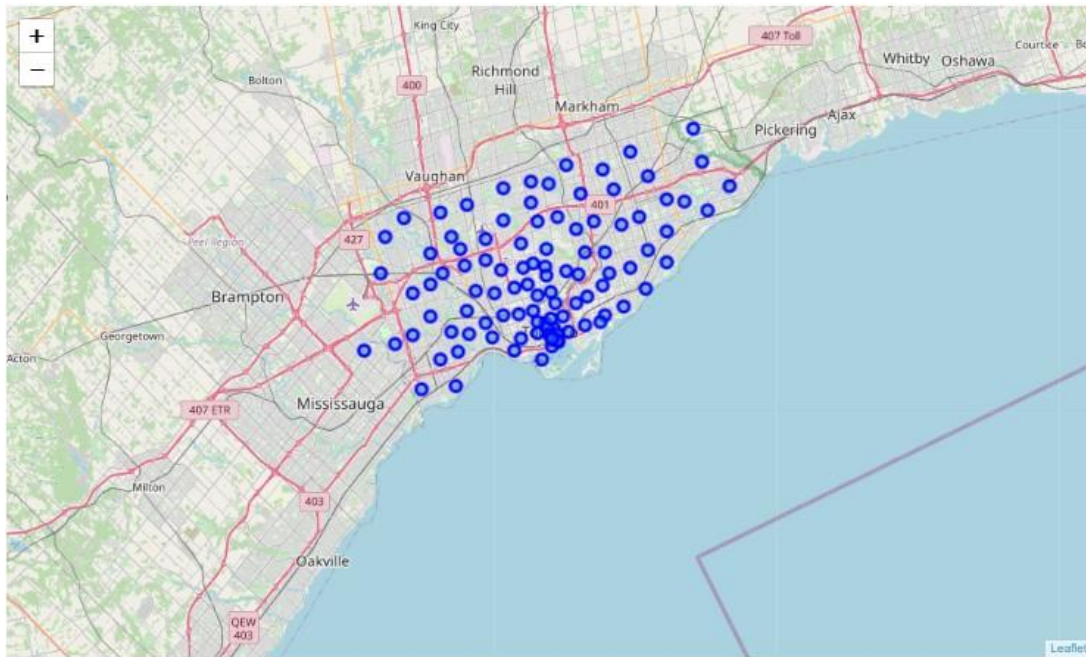 +
−
King City
407 Toll
Courtice
Whitby
Oshawa
Richmond
Hill
Bolton
400
Markham
Ajax
Pickering
Vaughan
401
427
Peel Region
Brampton
Georgetown
Acton
Mississauga
407 ETR
Milton
403
Oakville
QEW
403
Leaflet